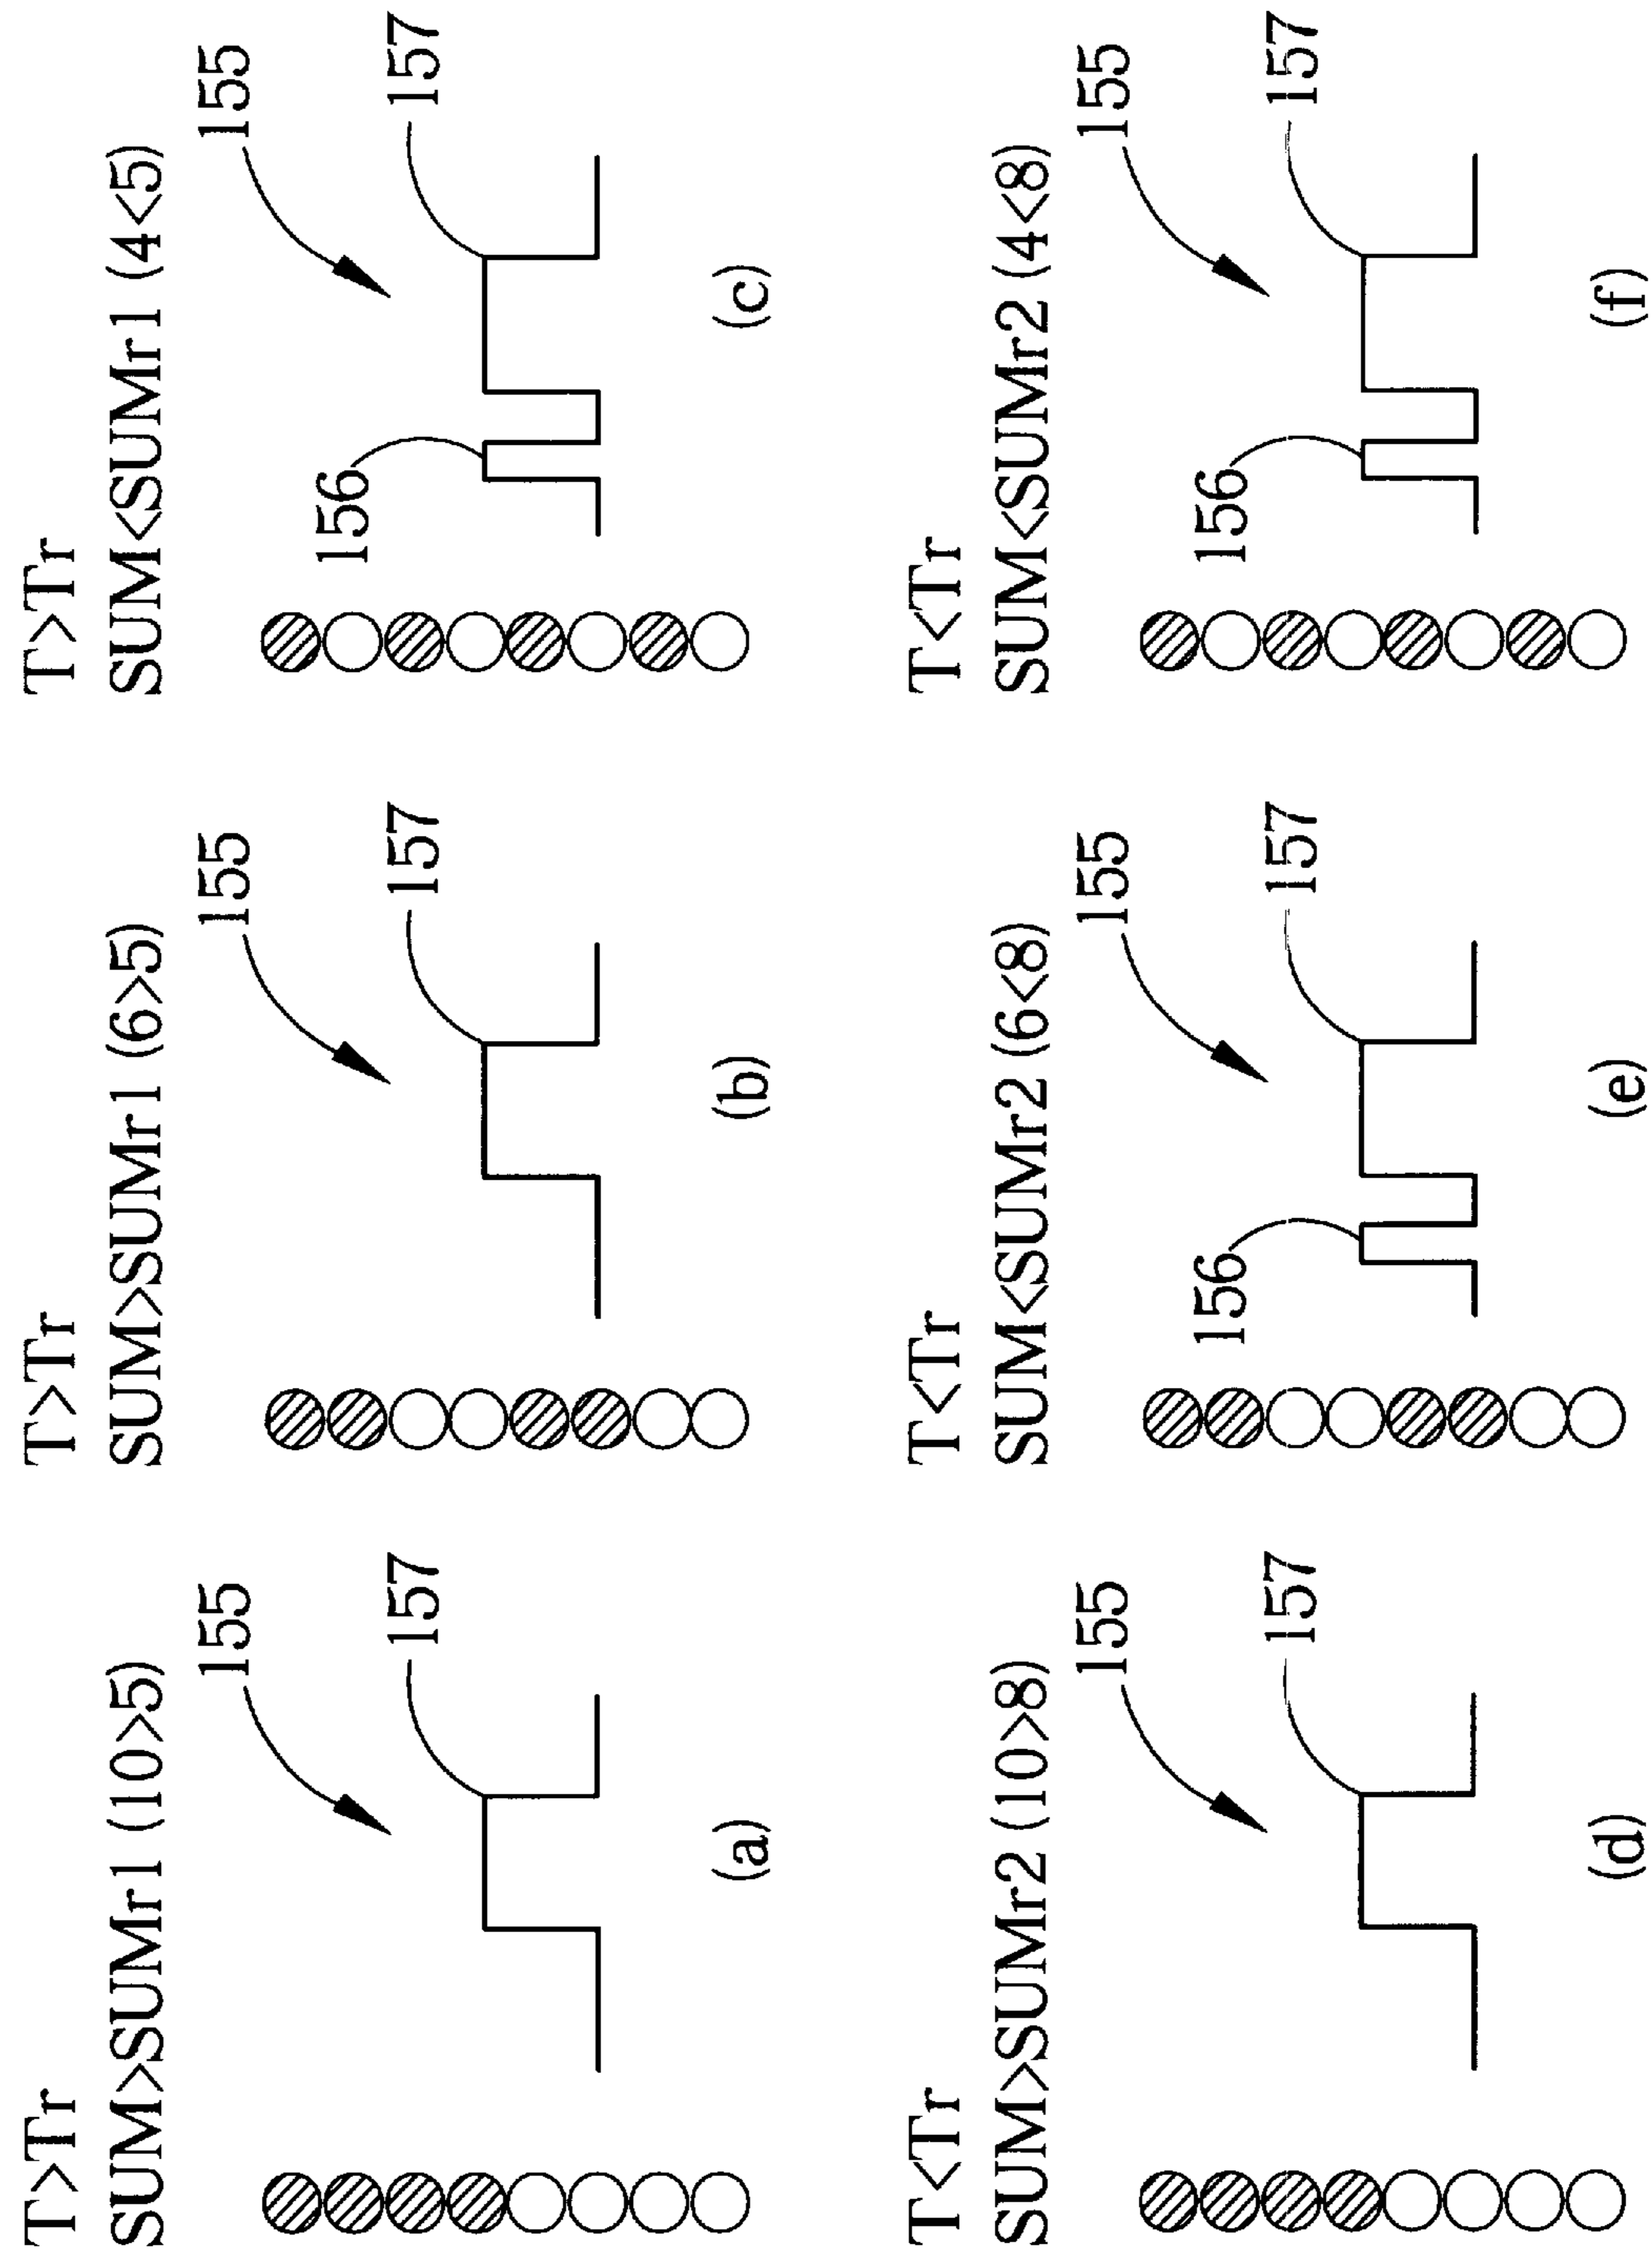 T>Tr
SUM>SUMr1 (10>5)
155
157
(a)
T>Tr
SUM>SUMr1 (6>5)
155
157
(b)
T>Tr
SUM<SUMr1 (4<5)
155
156
157
(c)
T<Tr
SUM>SUMr2 (10>8)
155
157
(d)
T<Tr
SUM<SUMr2 (6<8)
155
156
157
(e)
T<Tr
SUM<SUMr2 (4<8)
155
156
157
(f)